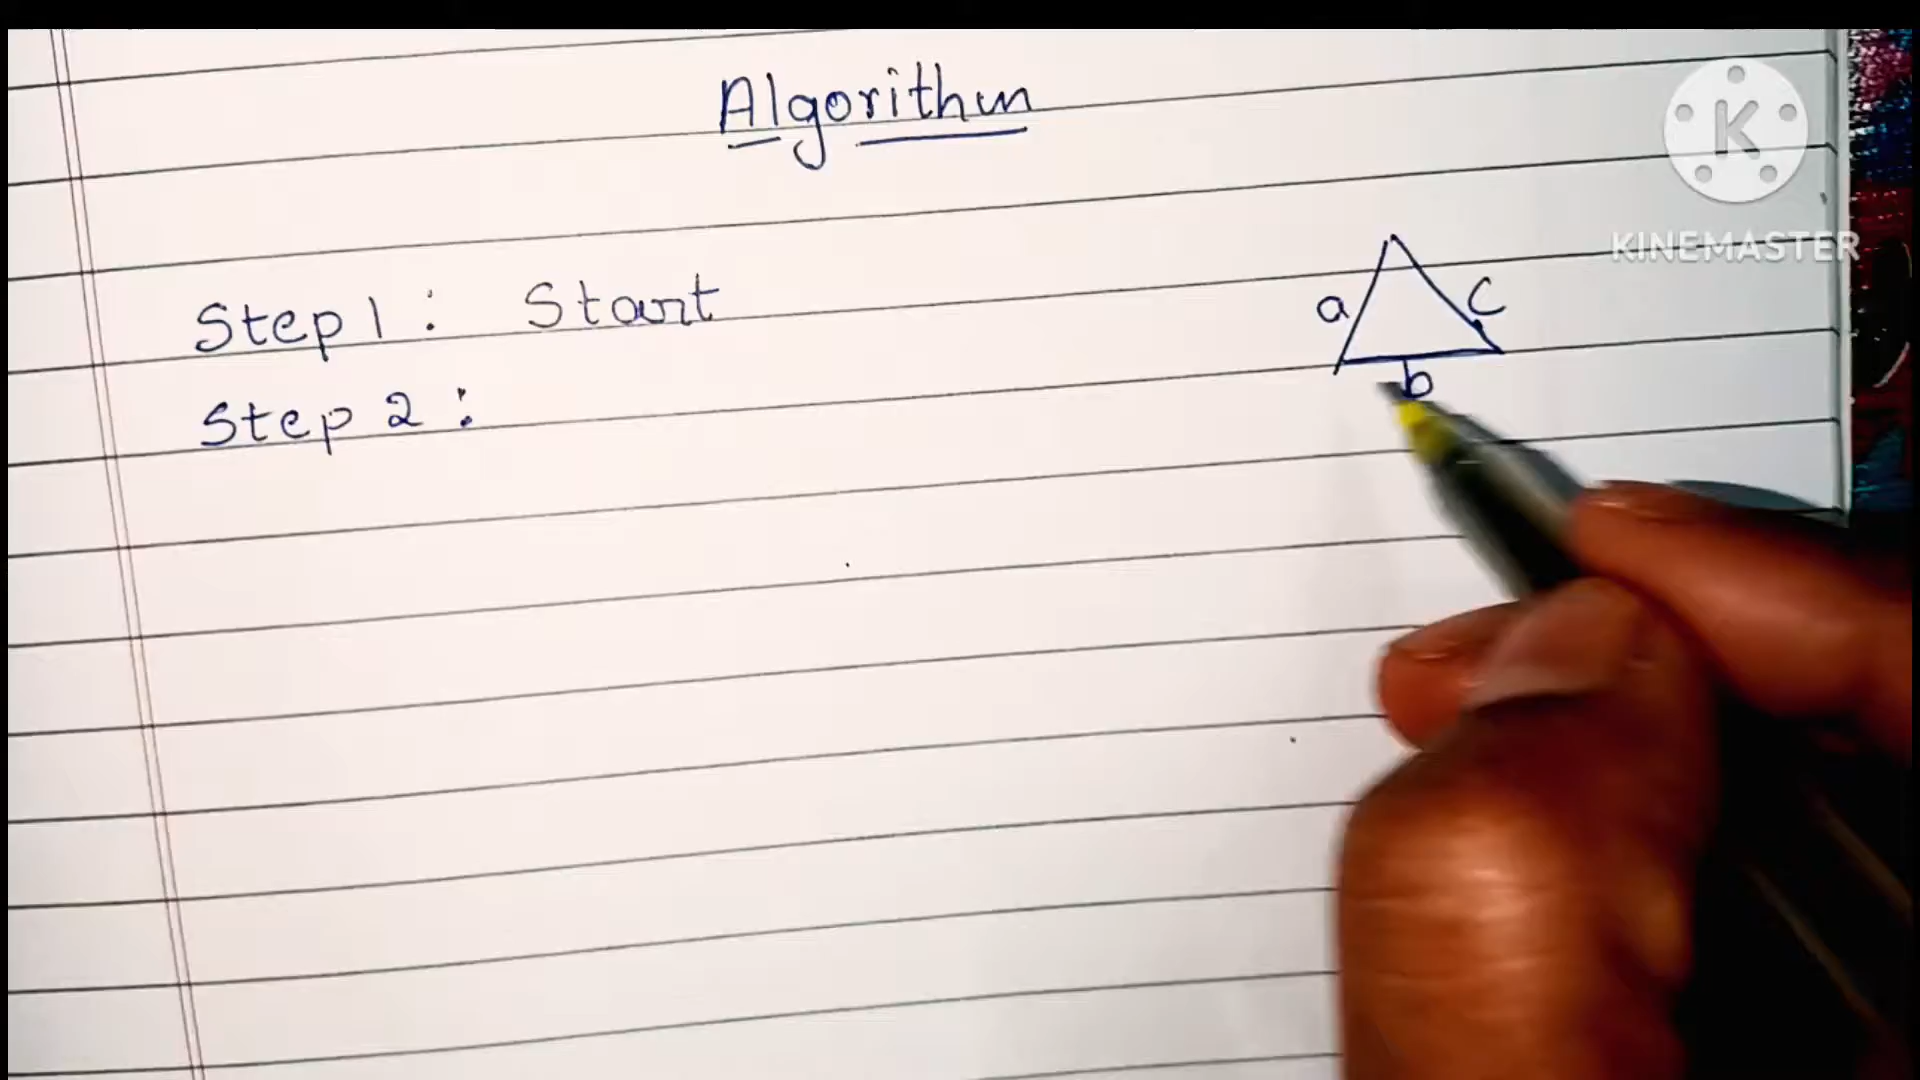 Algorithm
K
KINEMASTER
Step 1 : Start
a
c
b
Step 2 :